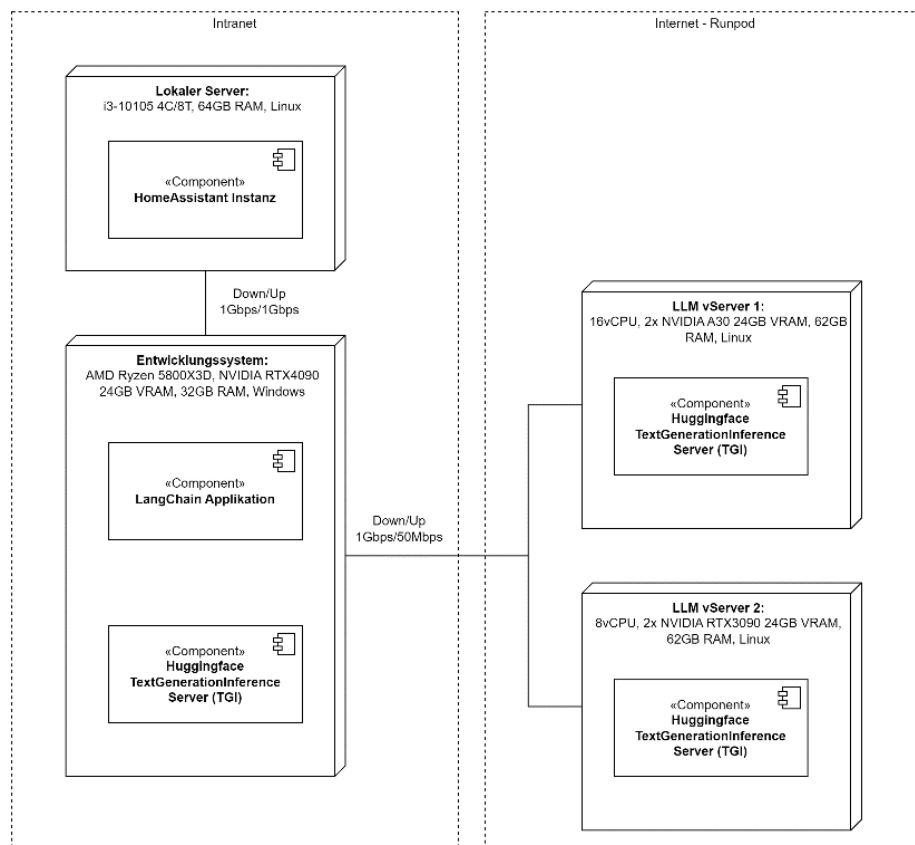 Intranet
Lokaler Server:
i3-10105 4C/8T, 64GB RAM, Linux
«Component»
HomeAssistant Instanz
Down/Up
1Gbps/1Gbps
Entwicklungssystem:
AMD Ryzen 5800X3D, NVIDIA RTX4090
24GB VRAM, 32GB RAM, Windows
«Component»
LangChain Applikation
«Component»
Huggingface
TextGenerationInference
Server (TGI)
Down/Up
1Gbps/50Mbps
Internet - Runpod
LLM vServer 1:
16vCPU, 2x NVIDIA A30 24GB VRAM, 62GB
RAM, Linux
«Component»
Huggingface
TextGenerationInference
Server (TGI)
LLM vServer 2:
8vCPU, 2x NVIDIA RTX3090 24GB VRAM,
62GB RAM, Linux
«Component»
Huggingface
TextGenerationInference
Server (TGI)